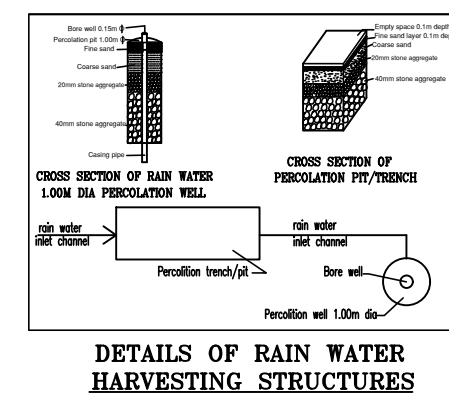 Bore well 0.15m ϕ
Percolation pit 1.00m ϕ
Fine sand
Coarse sand
20mm stone aggregate
40mm stone aggregate
Casing pipe
CROSS SECTION OF RAIN WATER
1.00M DIA PERCOLATION WELL
Empty space 0.1m depth
Fine sand layer 0.1m dep
Coarse sand
20mm stone aggregate
40mm stone aggregate
CROSS SECTION OF
PERCOLATION PIT/TRENCH
rain water
inlet channel
Percolition trench/pit
rain water
inlet channel
Bore well
Percolition well 1.00m dia
DETAILS OF RAIN WATER
HARVESTING STRUCTURES